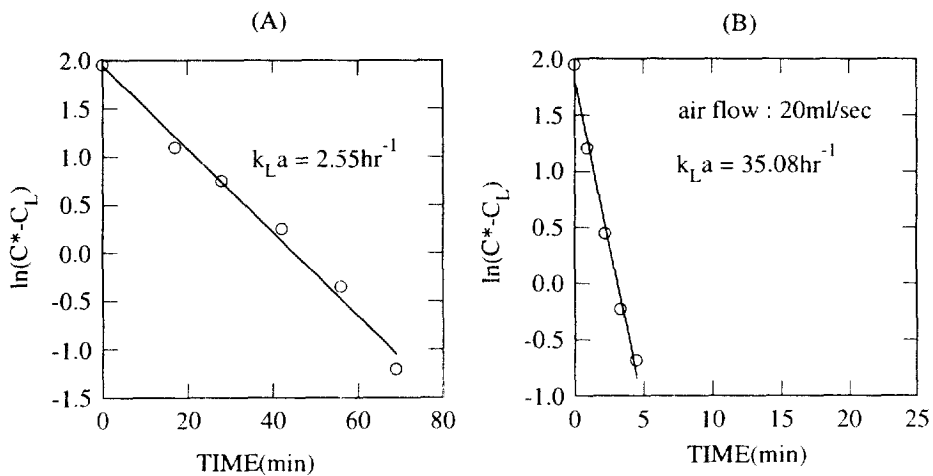 (A)
2.0
1.5
1.0
0.5
0.0
-0.5
-1.0
-1.5
ln(C*-C_L)
k_L a = 2.55hr^-1
0 20 40 60 80
TIME(min)
(B)
2.0
1.5
1.0
0.5
0.0
-0.5
-1.0
ln(C*-C_L)
air flow : 20ml/sec
k_L a = 35.08hr^-1
0 5 10 15 20 25
TIME(min)